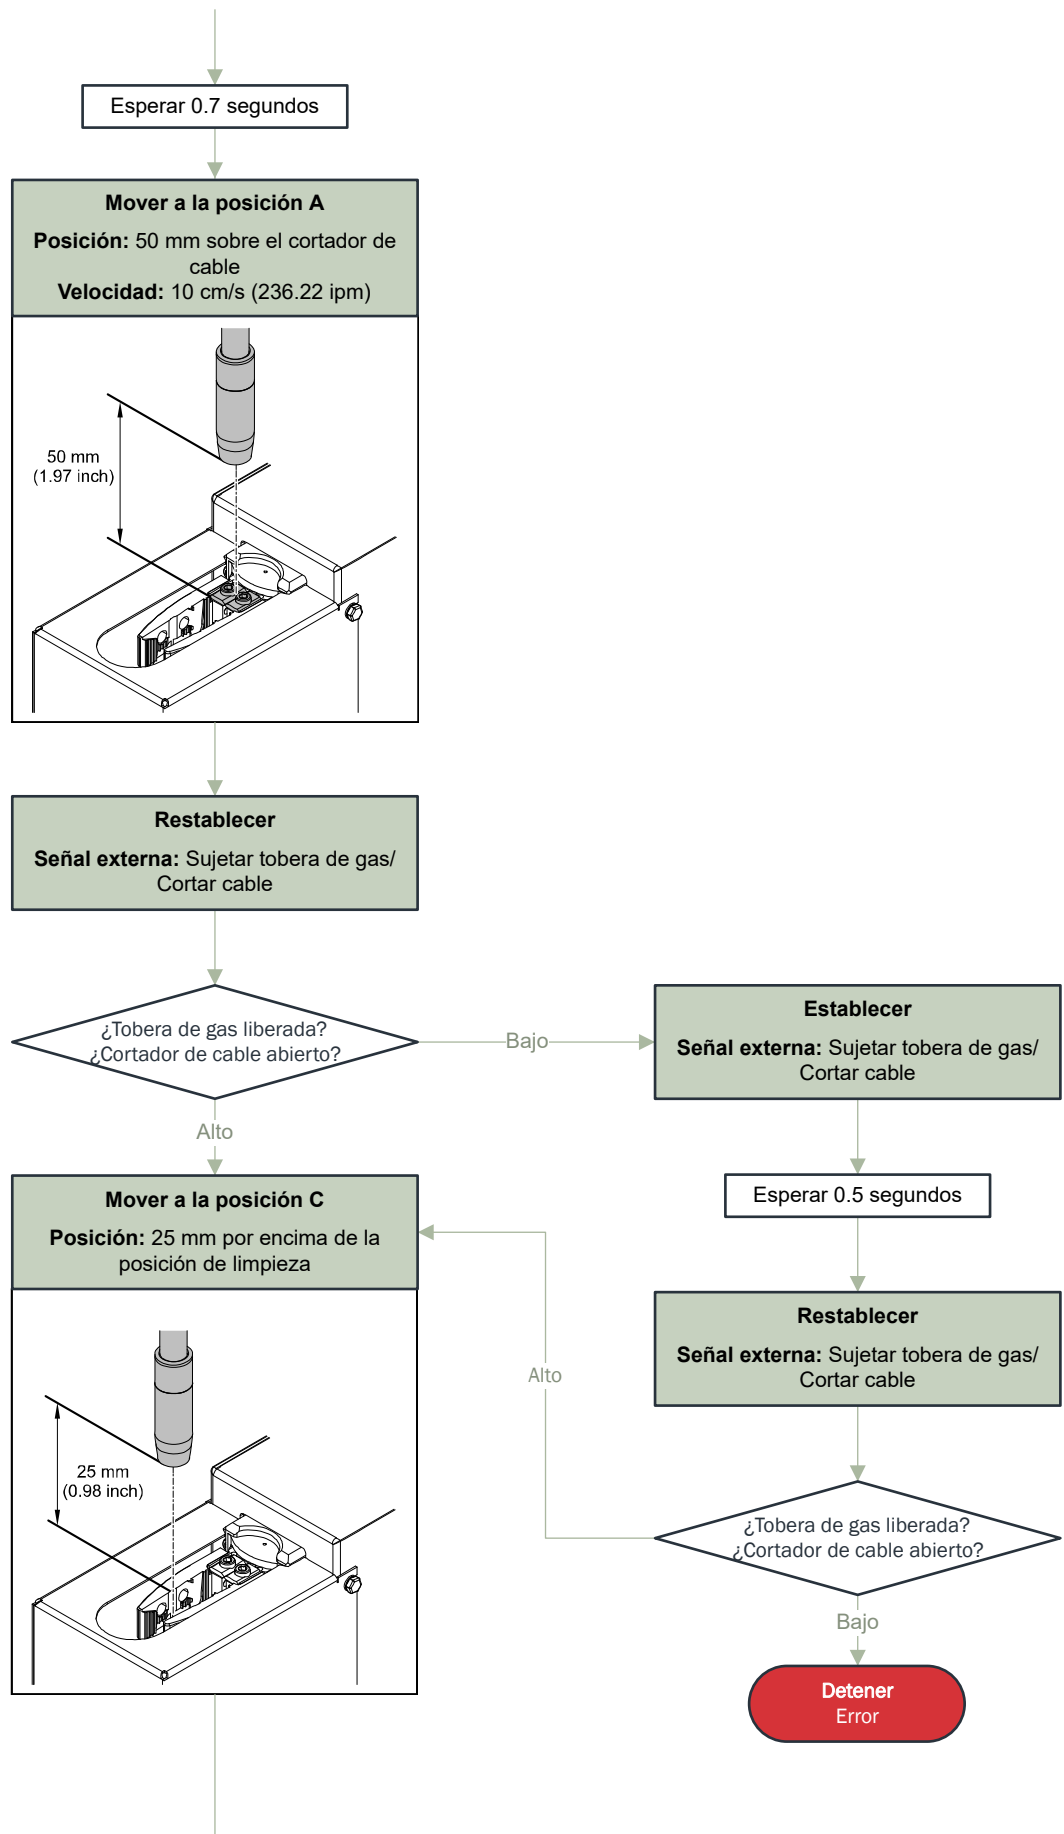 Esperar 0.7 segundos
Mover a la posición A
Posición: 50 mm sobre el cortador de
cable
Velocidad: 10 cm/s (236.22 ipm)
50 mm
(1.97 inch)
Restablecer
Señal externa: Sujetar tobera de gas/
Cortar cable
¿Tobera de gas liberada?
¿Cortador de cable abierto?
Bajo
Establecer
Señal externa: Sujetar tobera de gas/
Cortar cable
Alto
Esperar 0.5 segundos
Mover a la posición C
Posición: 25 mm por encima de la
posición de limpieza
Restablecer
Señal externa: Sujetar tobera de gas/
Cortar cable
Alto
25 mm
(0.98 inch)
¿Tobera de gas liberada?
¿Cortador de cable abierto?
Bajo
Detener
Error